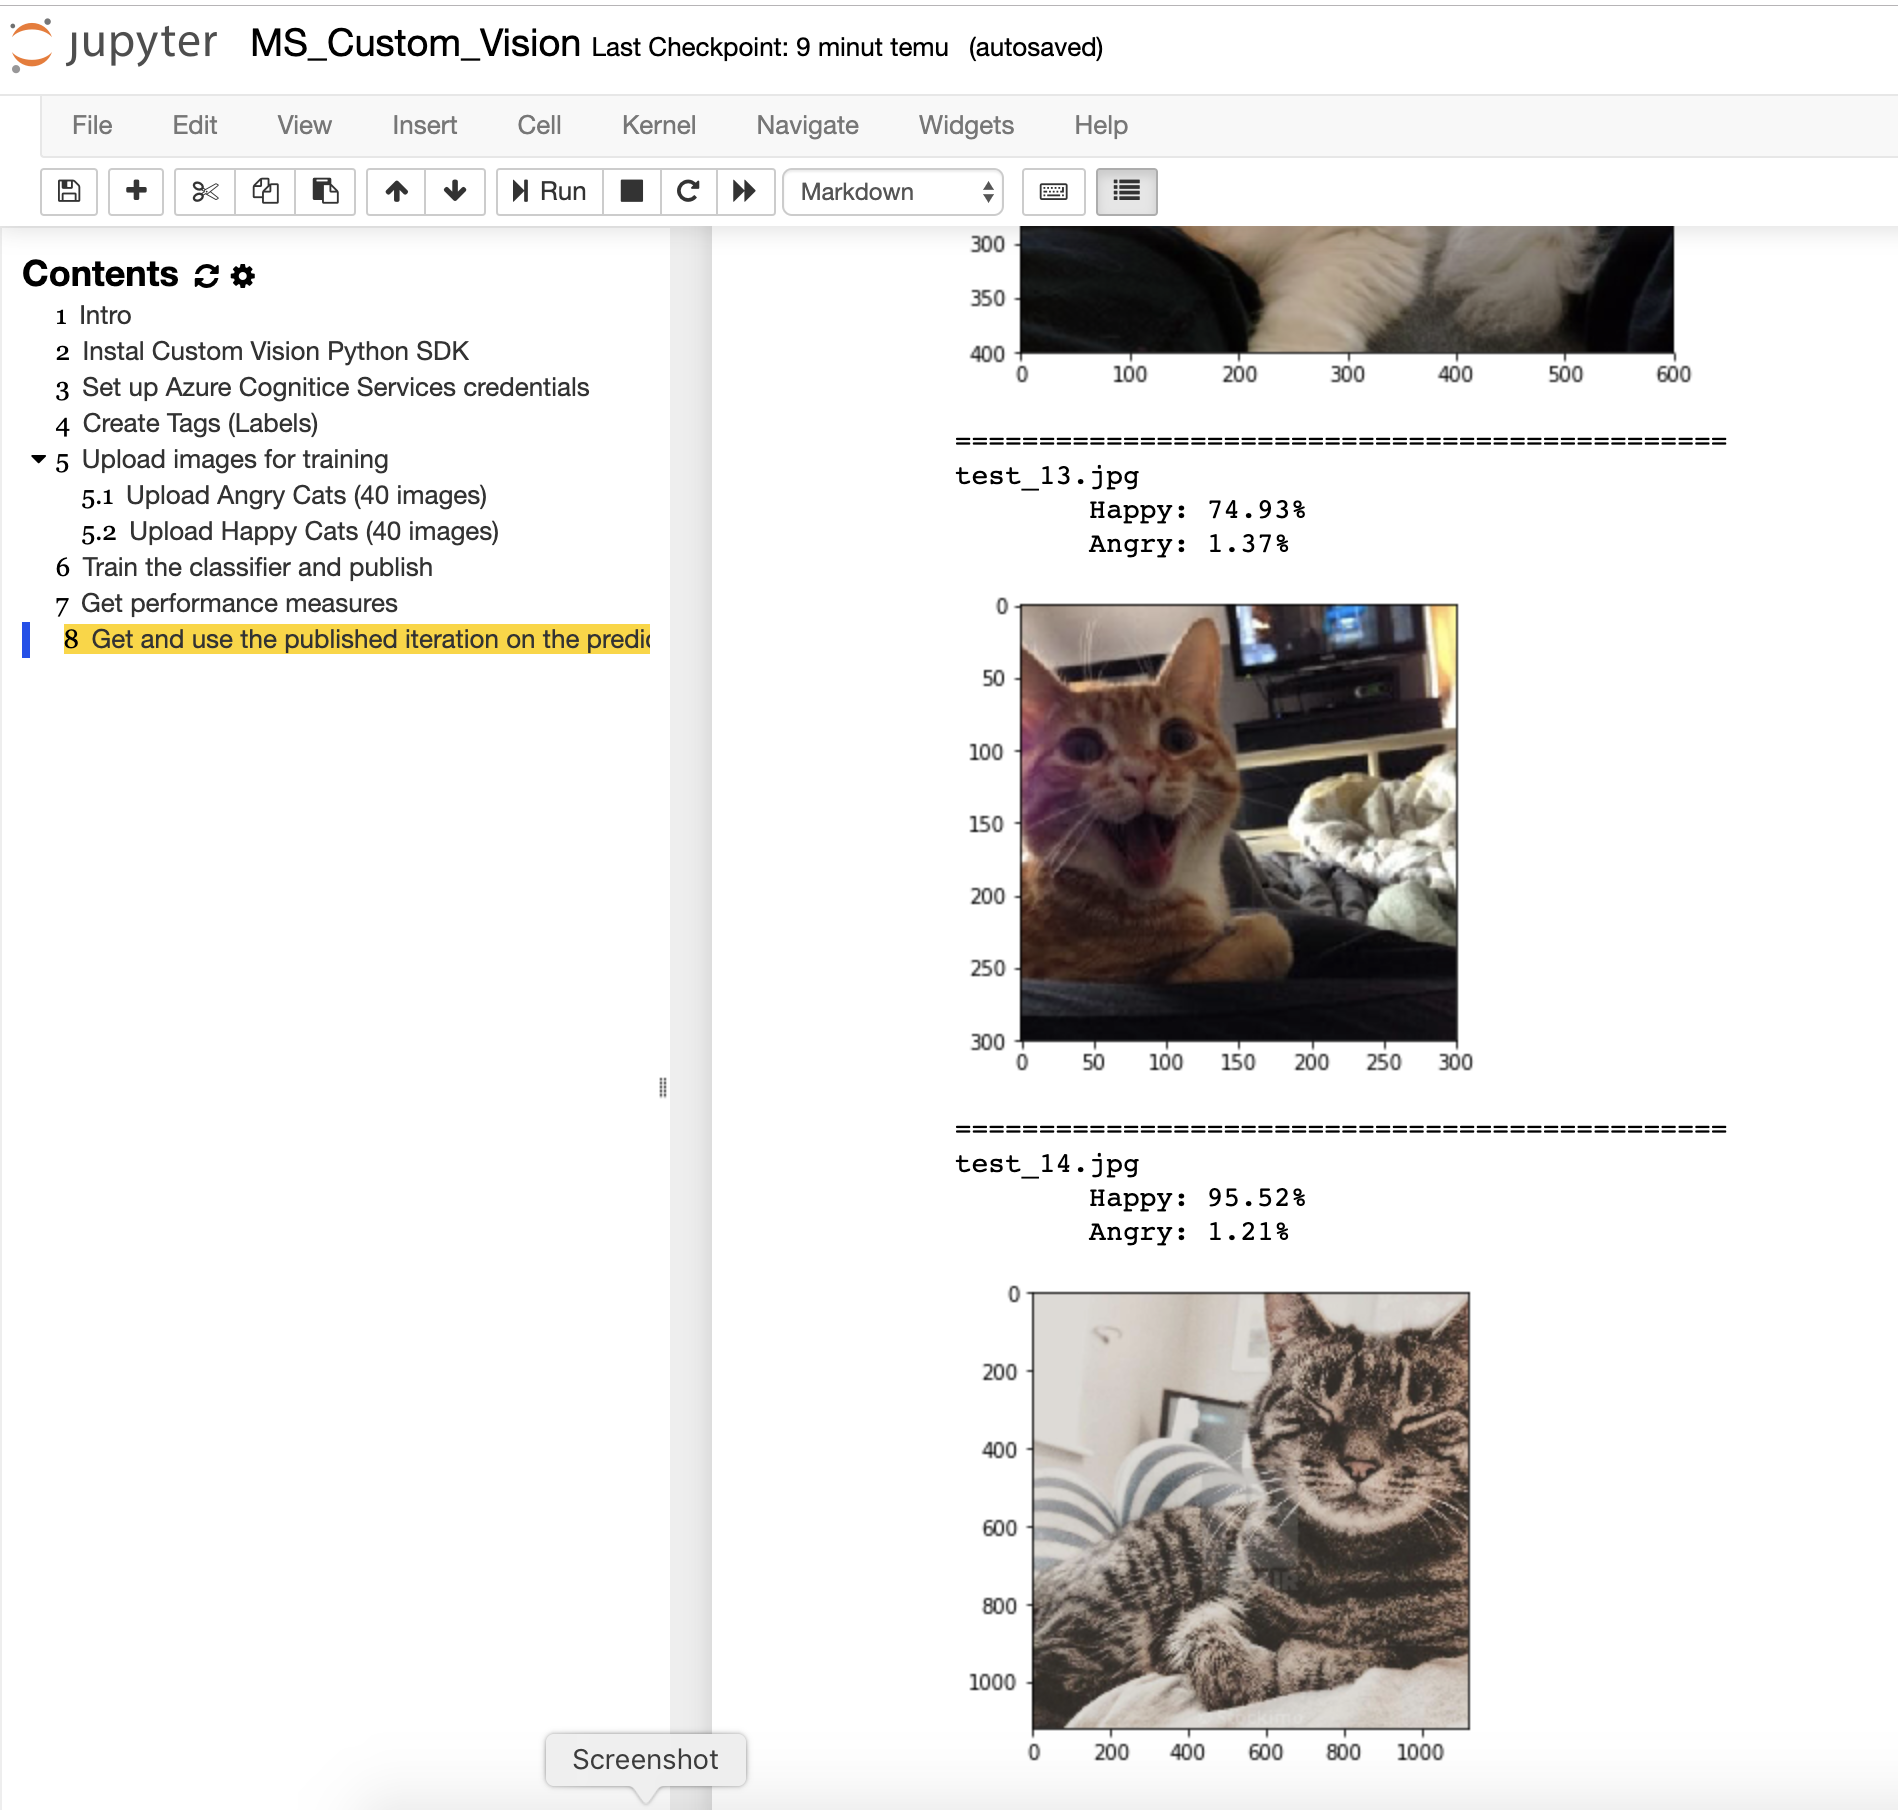 jupyter MS_Custom_Vision Last Checkpoint: 9 minut temu (autosaved)
File Edit View Insert Cell Kernel Navigate Widgets Help
Run Markdown
Contents
1 Intro
2 Instal Custom Vision Python SDK
3 Set up Azure Cognitice Services credentials
4 Create Tags (Labels)
5 Upload images for training
5.1 Upload Angry Cats (40 images)
5.2 Upload Happy Cats (40 images)
6 Train the classifier and publish
7 Get performance measures
8 Get and use the published iteration on the predic
300
350
400
0 100 200 300 400 500 600
==============================================
test_13.jpg
Happy: 74.93%
Angry: 1.37%
0
50
100
150
200
250
300
0 50 100 150 200 250 300
==============================================
test_14.jpg
Happy: 95.52%
Angry: 1.21%
0
200
400
600
800
1000
0 200 400 600 800 1000
Screenshot